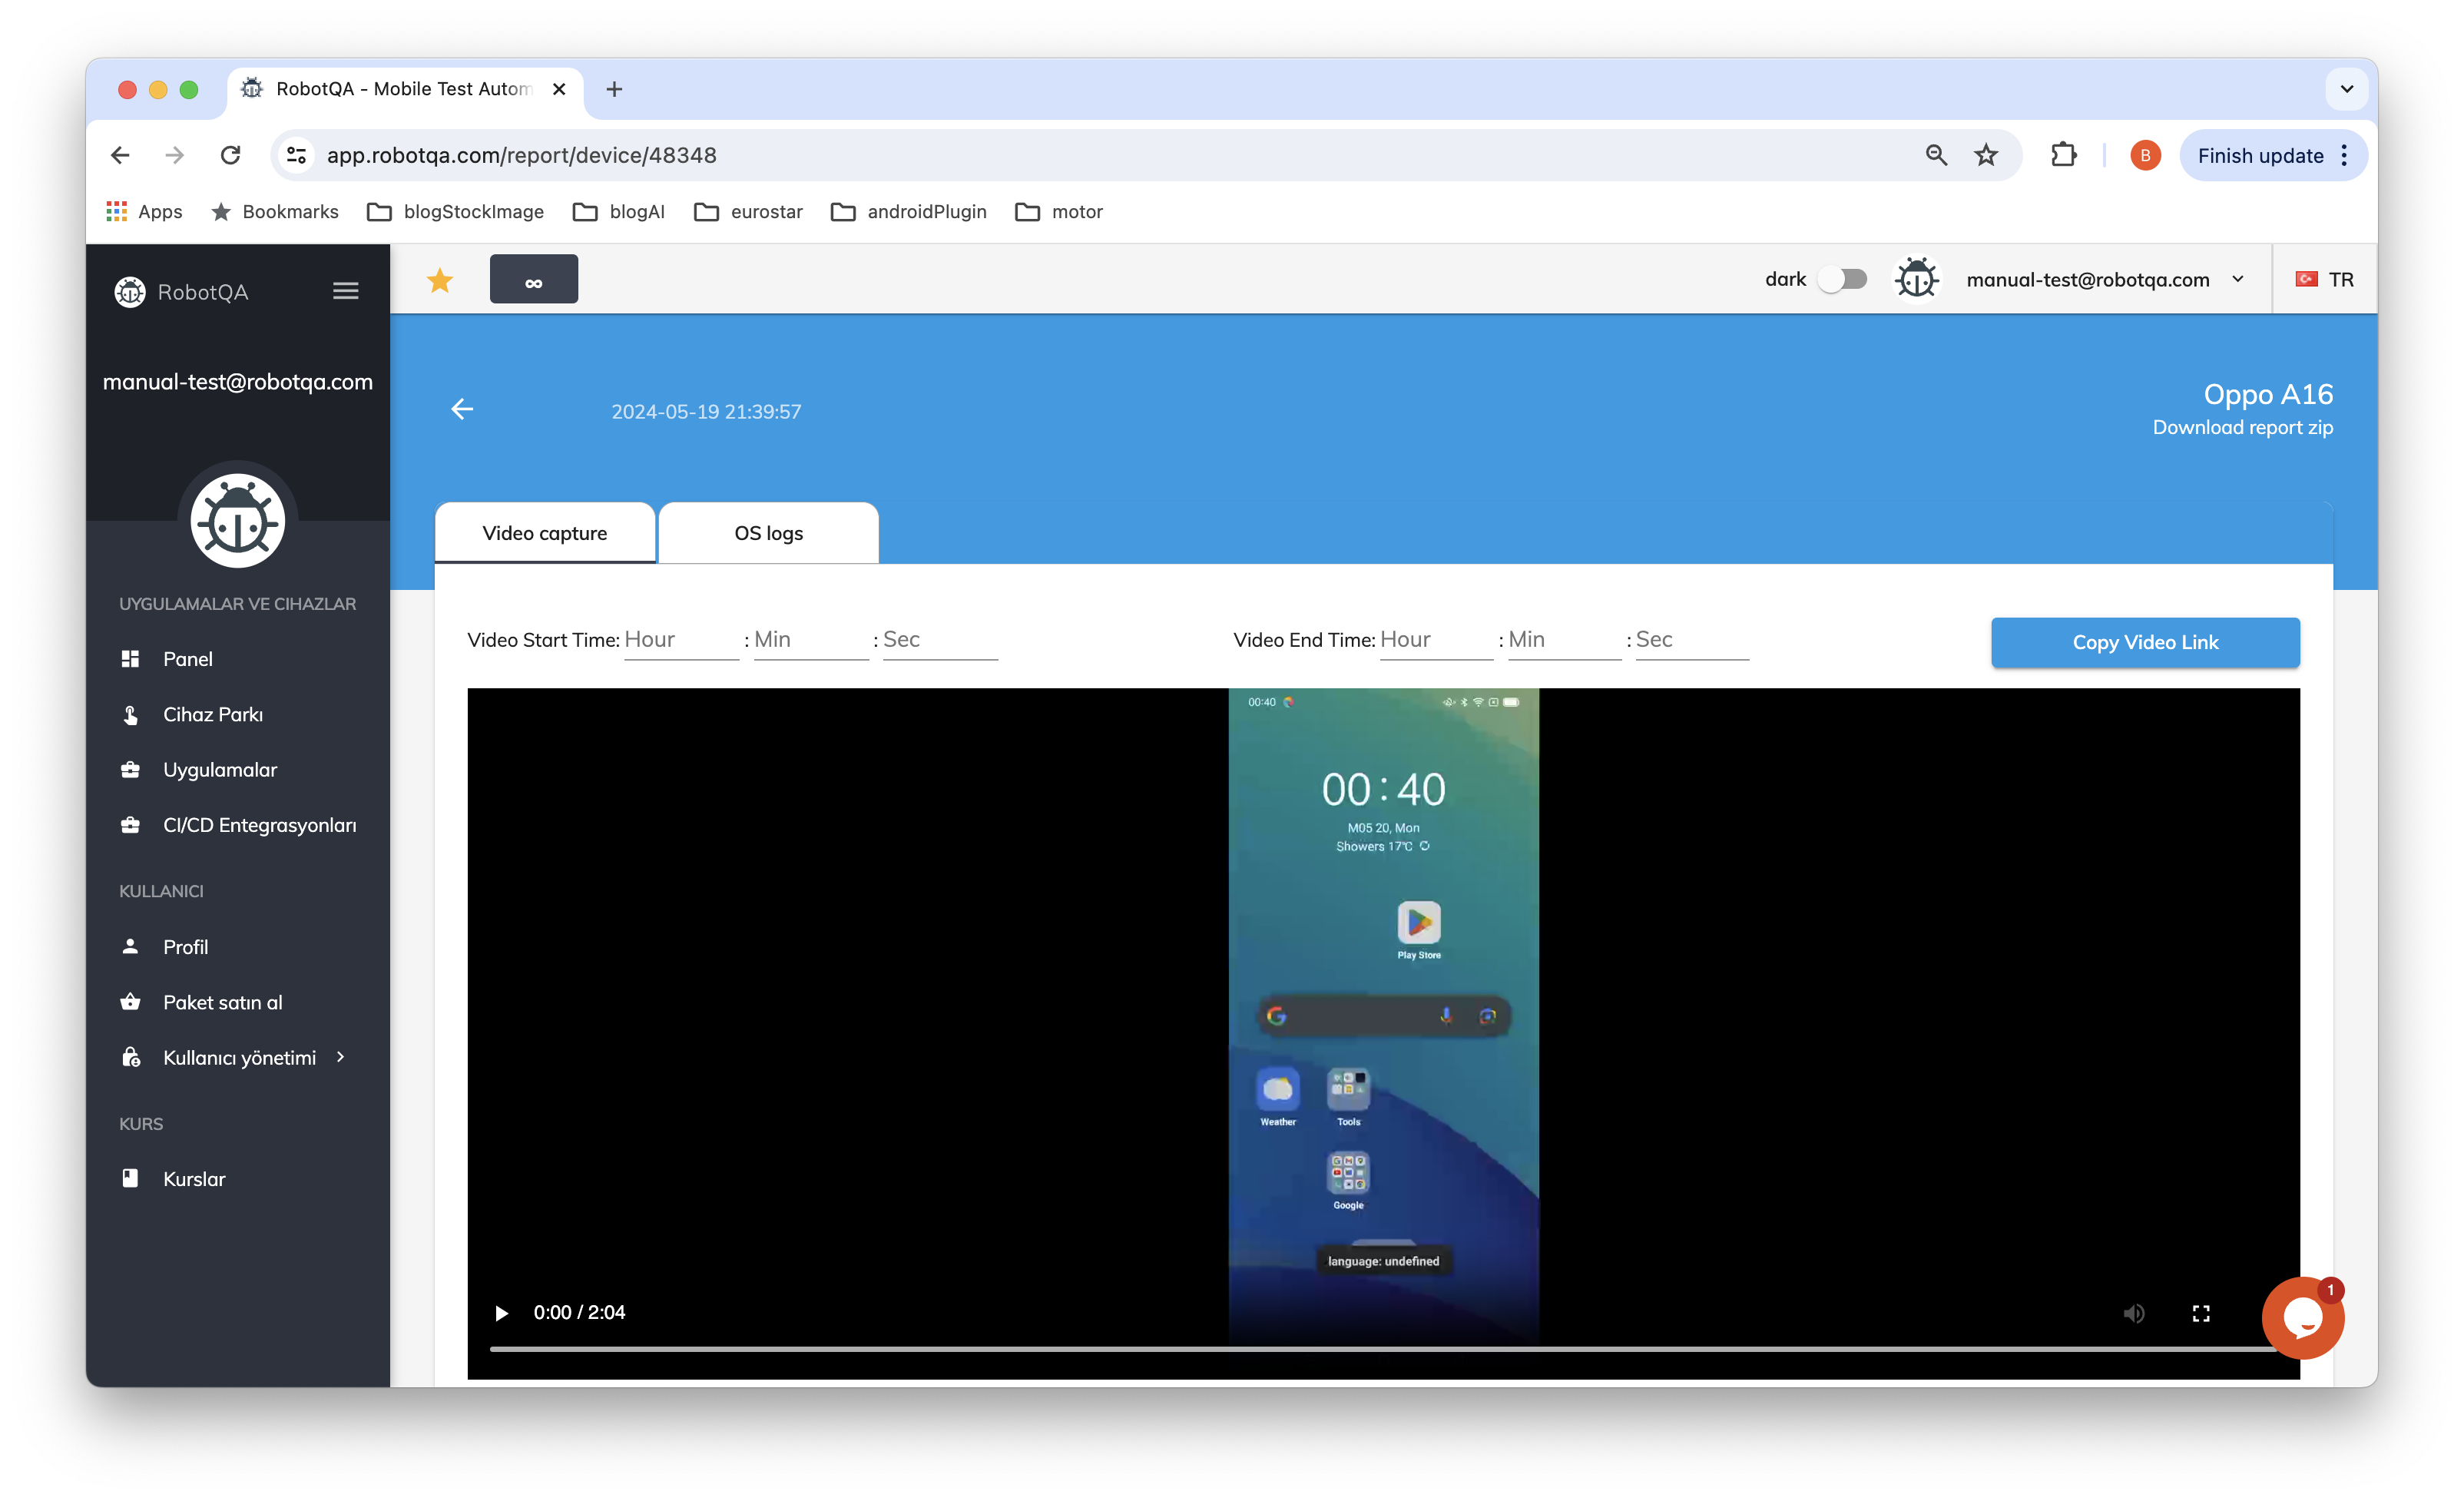 RobotQA - Mobile Test Autom
app.robotqa.com/report/device/48348
B
Finish update
Apps
Bookmarks
blogStockImage
blogAI
eurostar
androidPlugin
motor
RobotQA
∞
dark
manual-test@robotqa.com
TR
manual-test@robotqa.com
2024-05-19 21:39:57
Oppo A16
Download report zip
Video capture
OS logs
UYGULAMALAR VE CIHAZLAR
Panel
Cihaz Parkı
Uygulamalar
CI/CD Entegrasyonları
KULLANICI
Profil
Paket satın al
Kullanıcı yönetimi
KURS
Kurslar
Video Start Time: Hour : Min : Sec
Video End Time: Hour : Min : Sec
Copy Video Link
00:40
00:40
M05 20, Mon
Showers 17°C
Play Store
Weather
Tools
Google
language: undefined
0:00 / 2:04
1